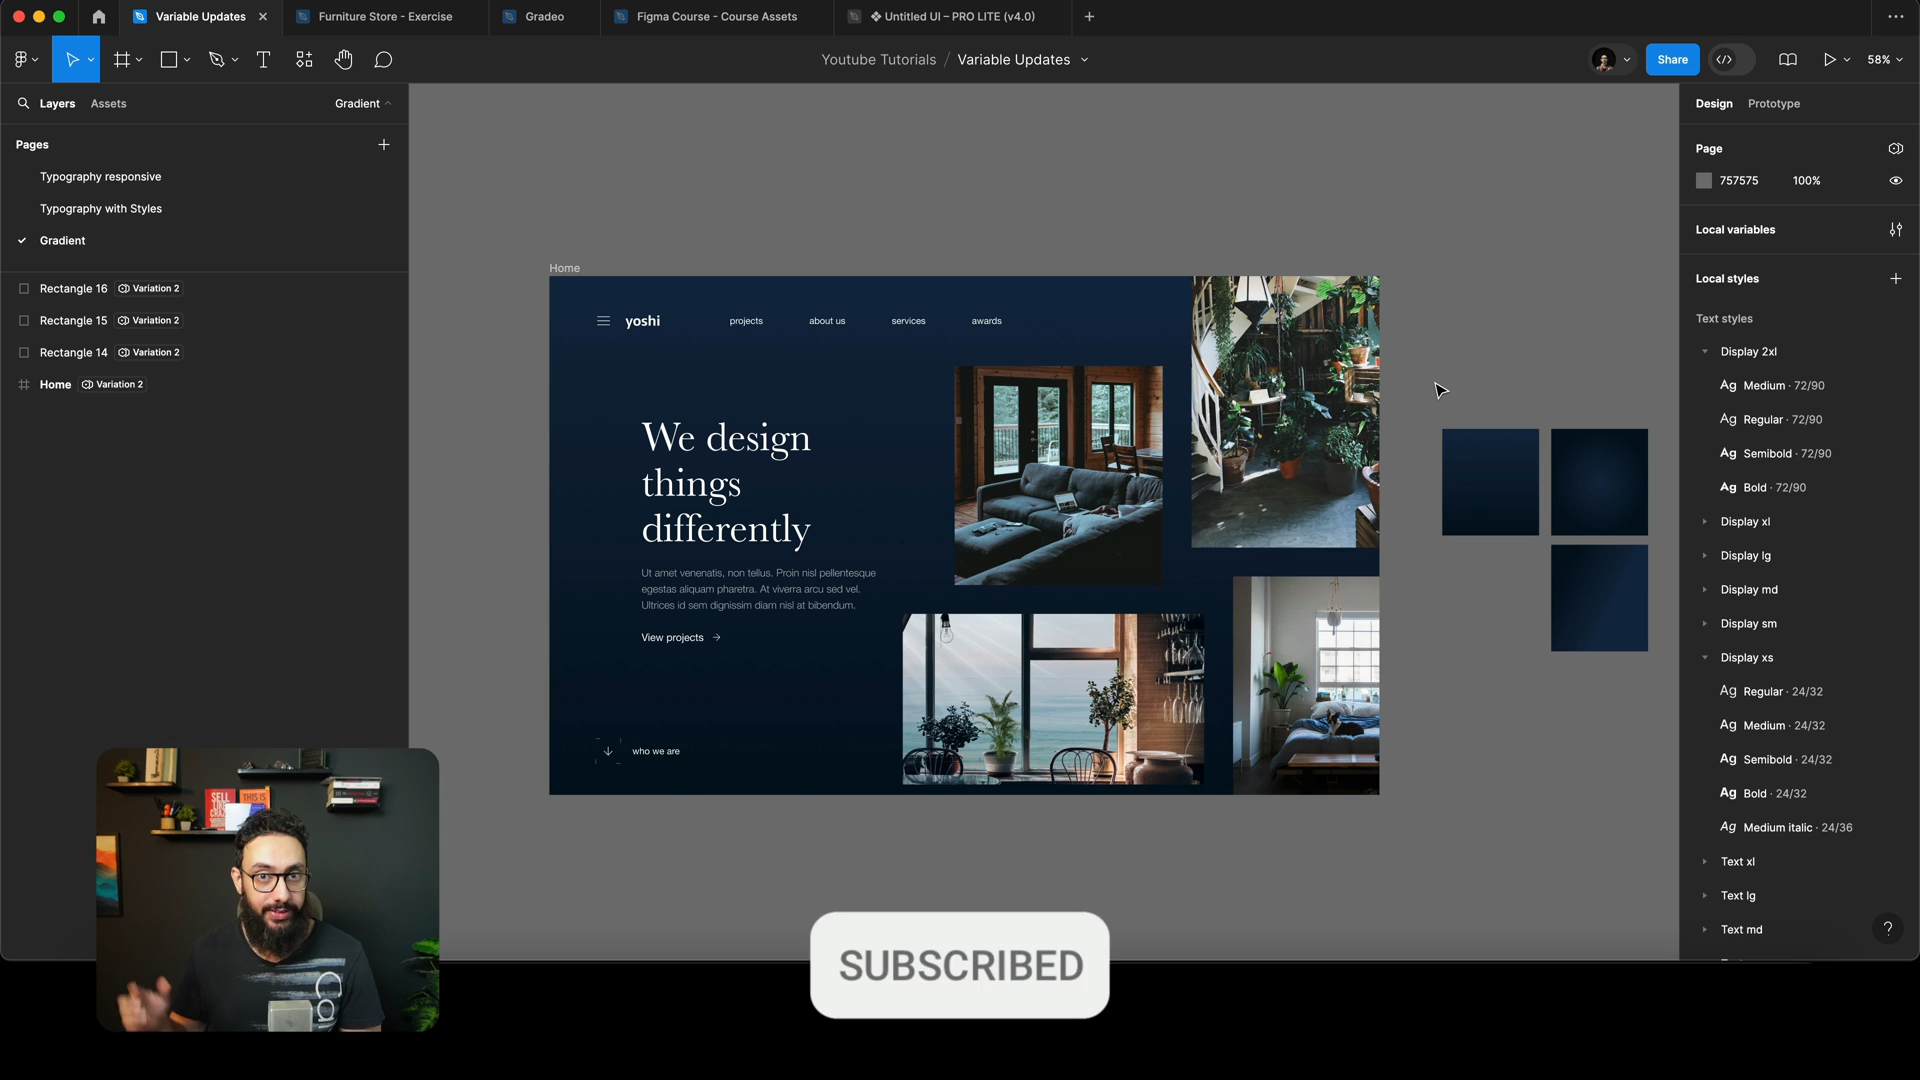 Variable Updates
Furniture Store - Exercise
Gradeo
Figma Course - Course Assets
❖ Untitled UI – PRO LITE (v4.0)
Youtube Tutorials / Variable Updates
Share
58%
Layers
Assets
Gradient
Pages
Typography responsive
Typography with Styles
Gradient
Rectangle 16 Variation 2
Rectangle 15 Variation 2
Rectangle 14 Variation 2
Home Variation 2
Home
yoshi
projects
about us
services
awards
We design
things
differently
Ut amet venenatis, non tellus. Proin nisl pellentesque
egestas aliquam pharetra. At viverra arcu sed vel.
Ultrices id sem dignissim diam nisl at bibendum.
View projects
who we are
Design
Prototype
Page
757575 100%
Local variables
Local styles
Text styles
Display 2xl
Ag Medium · 72/90
Ag Regular · 72/90
Ag Semibold · 72/90
Ag Bold · 72/90
Display xl
Display lg
Display md
Display sm
Display xs
Ag Regular · 24/32
Ag Medium · 24/32
Ag Semibold · 24/32
Ag Bold · 24/32
Ag Medium italic · 24/36
Text xl
Text lg
Text md
?
SELL
LIKE
CRAZY
THIS IS
SUBSCRIBED